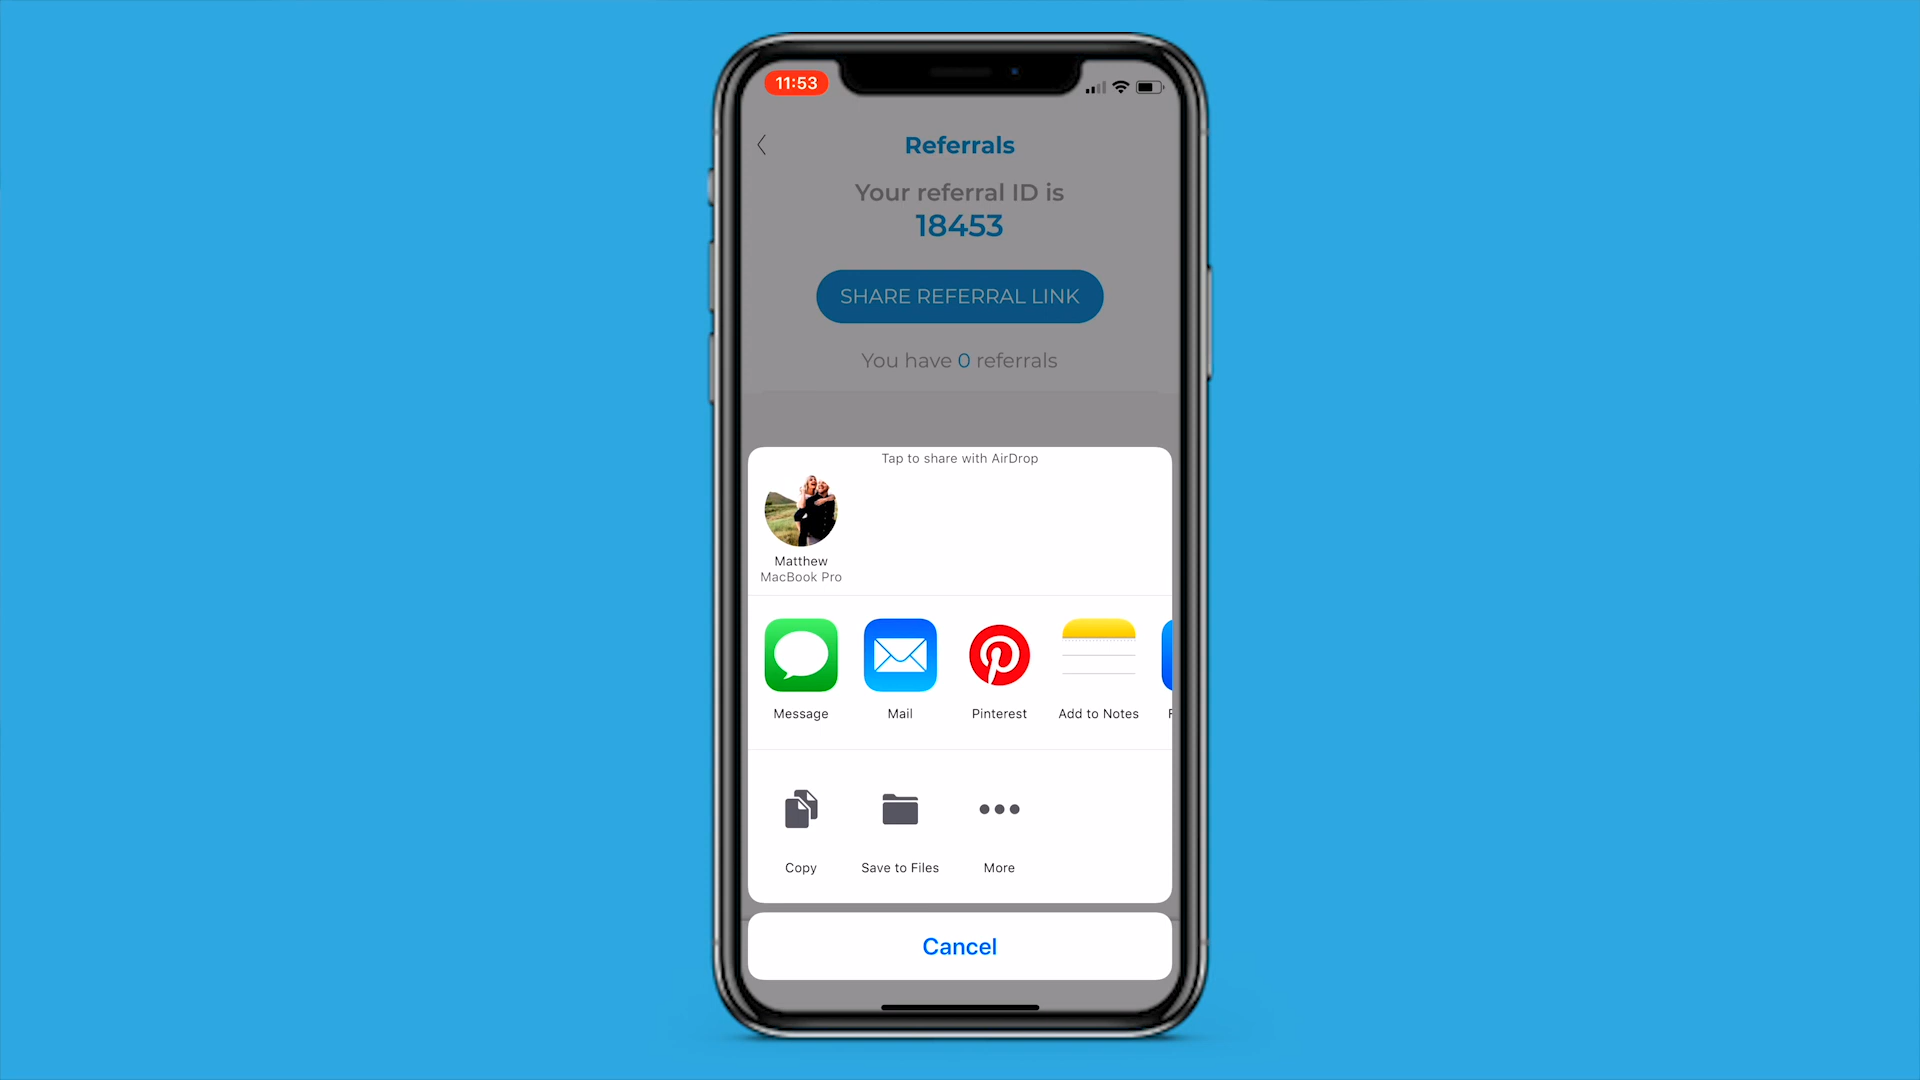 11:53
Referrals
Your referral ID is
18453
SHARE REFERRAL LINK
You have 0 referrals
Tap to share with AirDrop
Matthew
MacBook Pro
Message
Mail
Pinterest
Add to Notes
Copy
Save to Files
More
Cancel